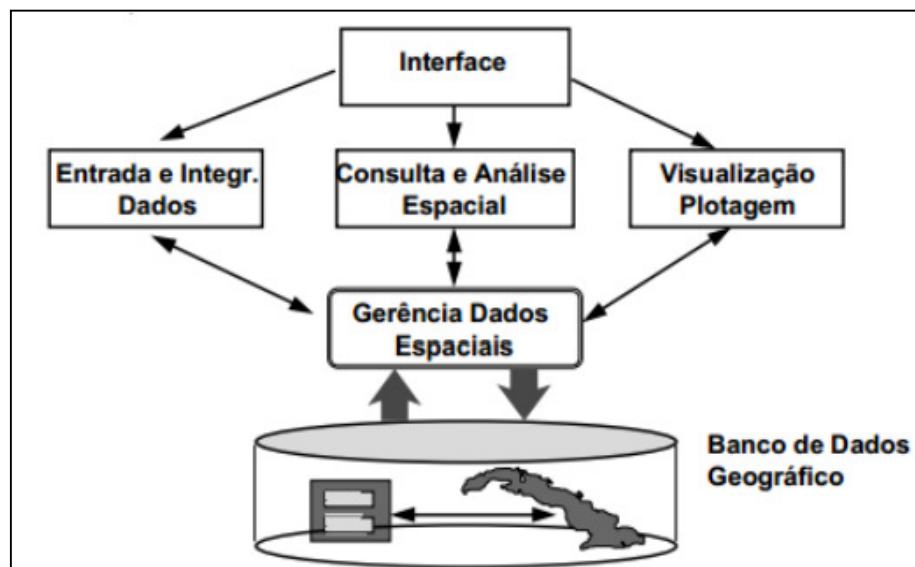 Interface
Entrada e Integr.
Dados
Consulta e Análise
Espacial
Visualização
Plotagem
Gerência Dados
Espaciais
Banco de Dados
Geográfico